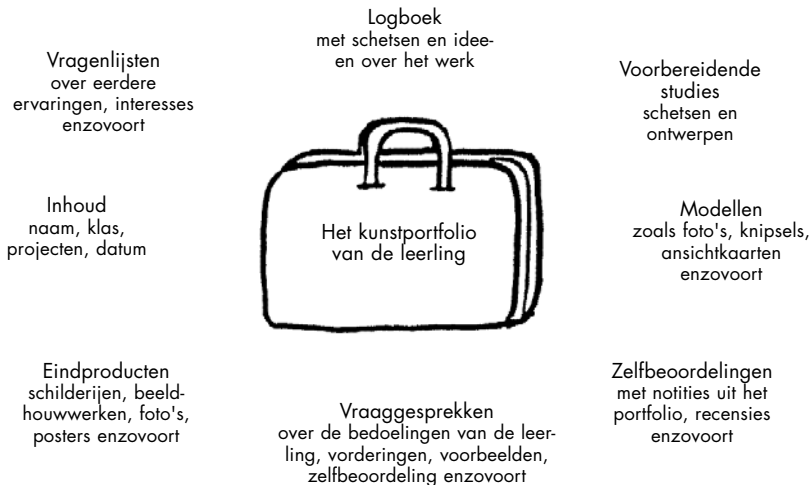 Logboek
met schetsen en idee-
en over het werk
Vragenlijsten
over eerdere
ervaringen, interesses
enzovoort
Voorbereidende
studies
schetsen en
ontwerpen
Inhoud
naam, klas,
projecten, datum
Het kunstportfolio
van de leerling
Modellen
zoals foto's, knipsels,
ansichtkaarten
enzovoort
Eindproducten
schilderijen, beeld-
houwwerken, foto's,
posters enzovoort
Vraaggesprekken
over de bedoelingen van de leer-
ling, vorderingen, voorbeelden,
zelfbeoordeling enzovoort
Zelfbeoordelingen
met notities uit het
portfolio, recensies
enzovoort